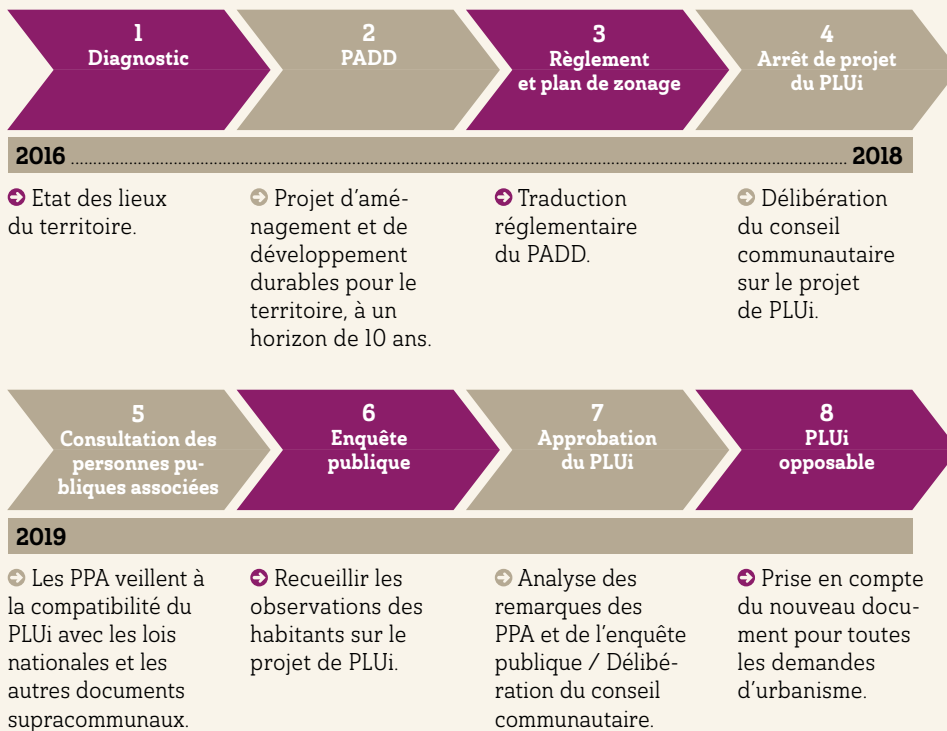 1
Diagnostic
2
PADD
3
Règlement
et plan de zonage
4
Arrêt de projet
du PLUi
2016 ........ 2018
Etat des lieux
du territoire.
Projet d'amé-
nagement et de
développement
durables pour le
territoire, à un
horizon de 10 ans.
Traduction
réglementaire
du PADD.
Délibération
du conseil
communautaire
sur le projet
de PLUi.
5
Consultation des
personnes pu-
bliques associées
6
Enquête
publique
7
Approbation
du PLUi
8
PLUi
opposable
2019
Les PPA veillent à
la compatibilité du
PLUi avec les lois
nationales et les
autres documents
supracommunaux.
Recueillir les
observations des
habitants sur le
projet de PLUi.
Analyse des
remarques des
PPA et de l'enquête
publique / Délibé-
ration du conseil
communautaire.
Prise en compte
du nouveau docu-
ment pour toutes
les demandes
d'urbanisme.